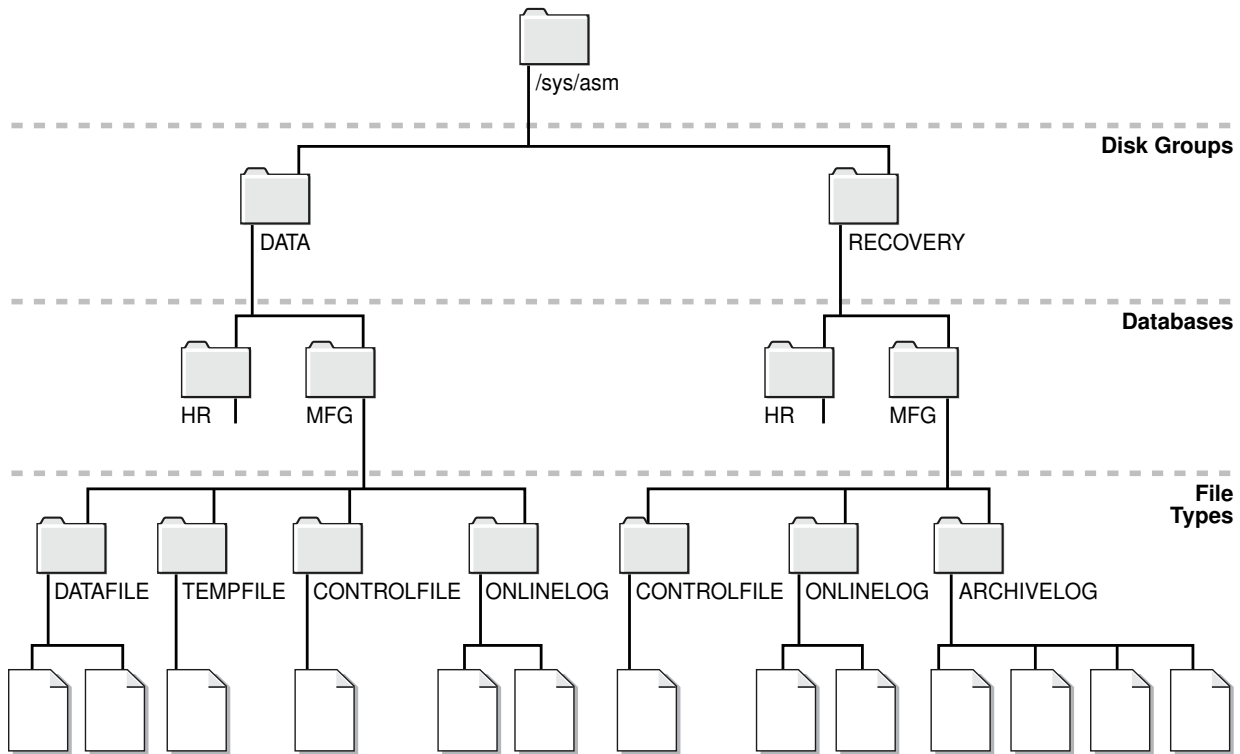 /sys/asm
Disk Groups
DATA
RECOVERY
Databases
HR
MFG
HR
MFG
File
Types
DATAFILE
TEMPFILE
CONTROLFILE
ONLINELOG
CONTROLFILE
ONLINELOG
ARCHIVELOG